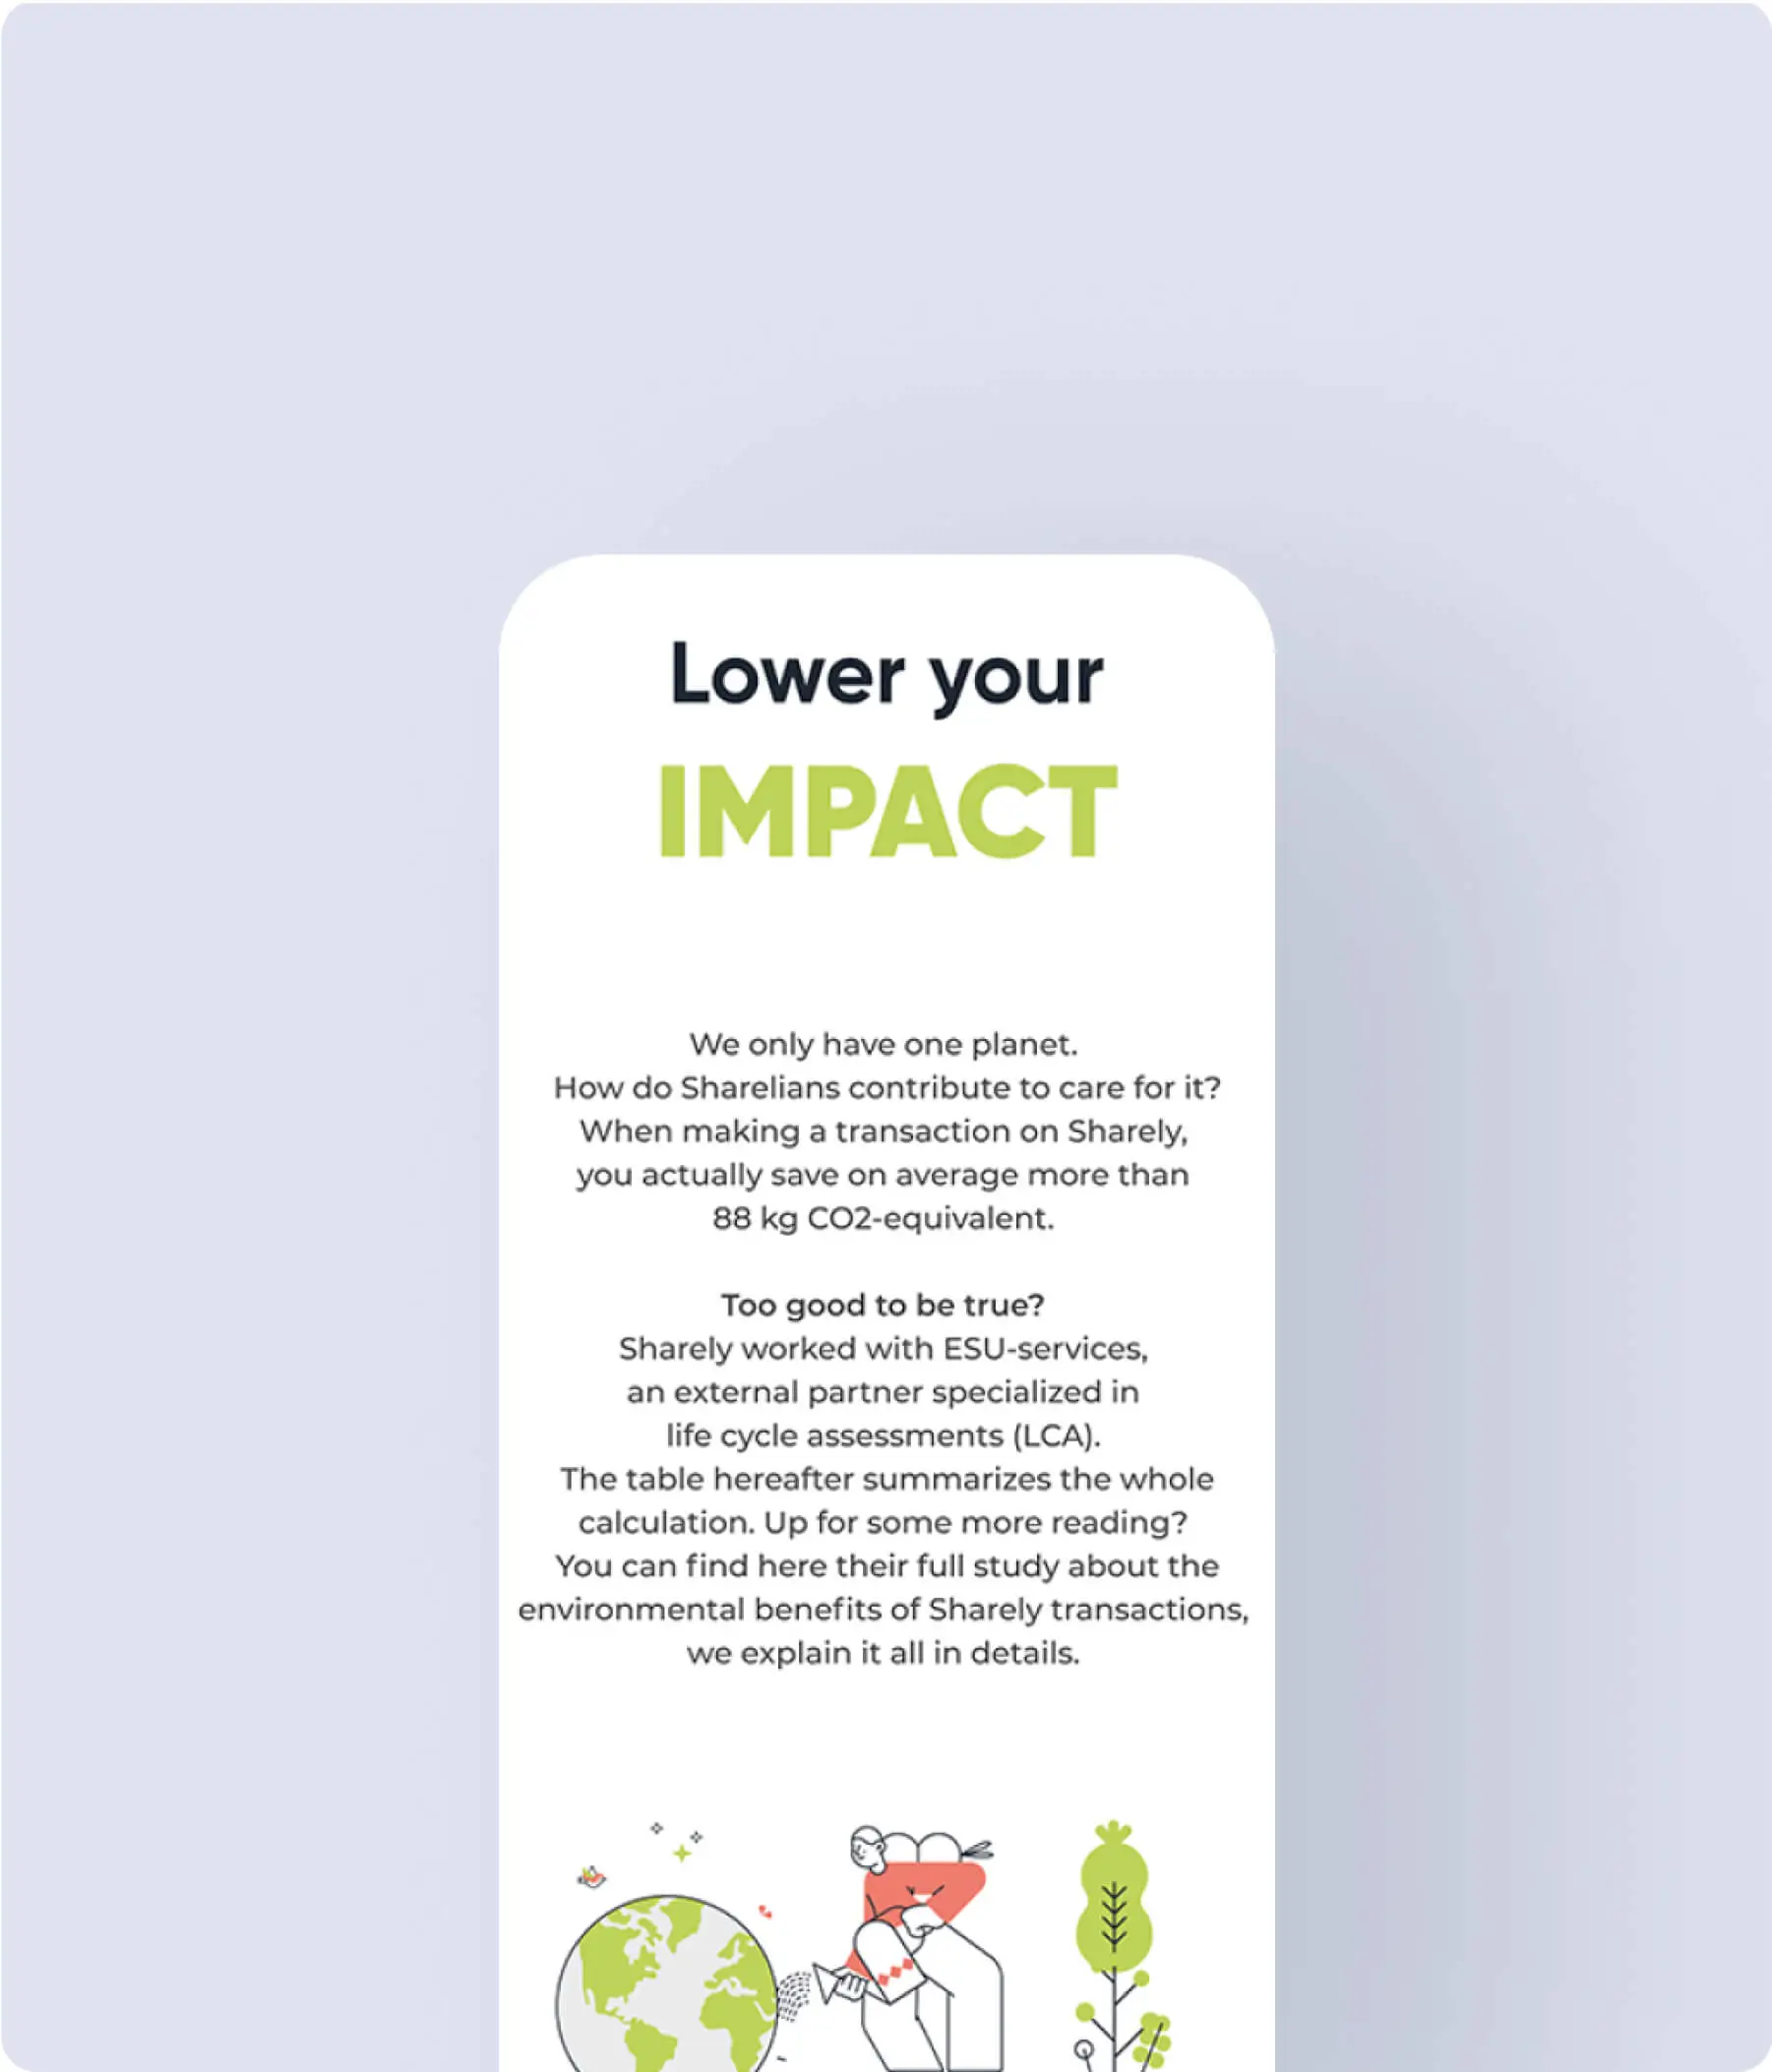 Lower your
IMPACT
We only have one planet.
How do Sharelians contribute to care for it?
When making a transaction on Sharely,
you actually save on average more than
88 kg CO2-equivalent.
Too good to be true?
Sharely worked with ESU-services,
an external partner specialized in
life cycle assessments (LCA).
The table hereafter summarizes the whole
calculation. Up for some more reading?
You can find here their full study about the
environmental benefits of Sharely transactions,
we explain it all in details.